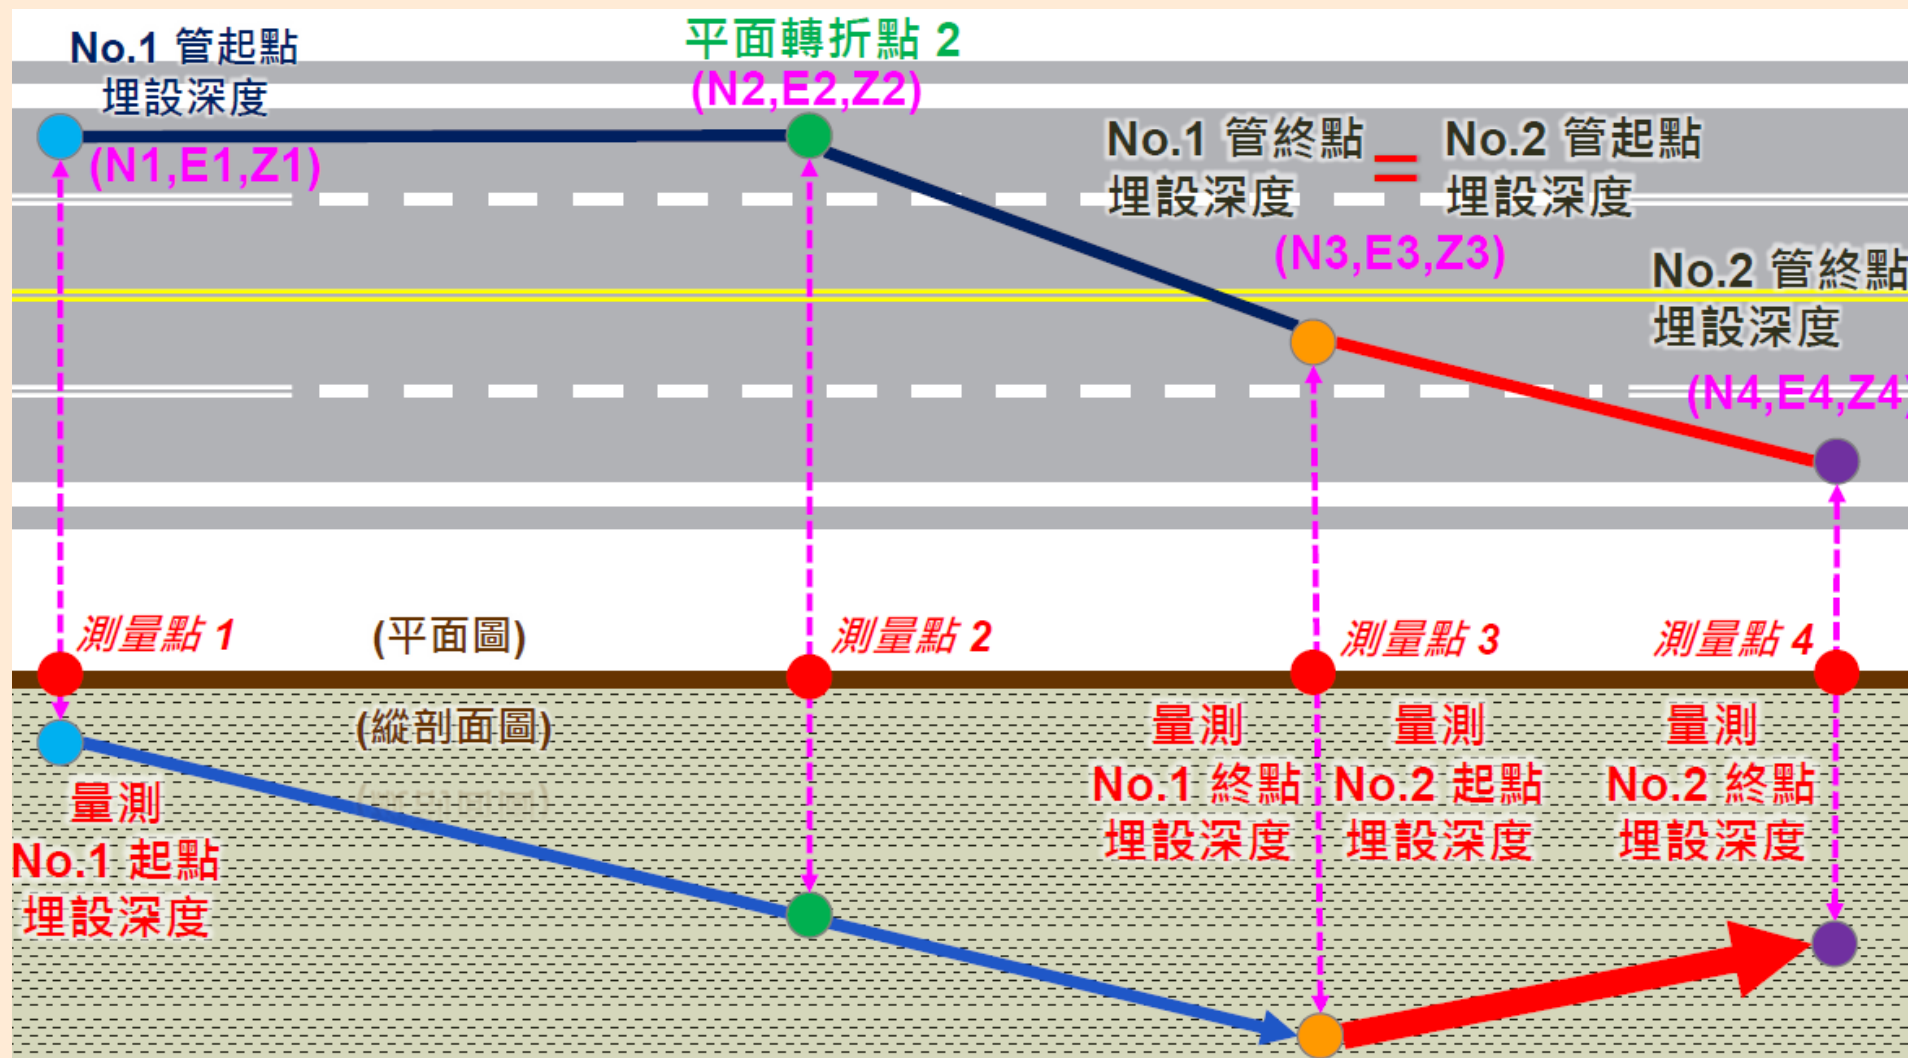 No.1 管起點
埋設深度
(N1,E1,Z1)
平面轉折點 2
(N2,E2,Z2)
No.1 管終點
埋設深度
=
No.2 管起點
埋設深度
(N3,E3,Z3)
No.2 管終點
埋設深度
(N4,E4,Z4)
測量點 1
(平面圖)
測量點 2
測量點 3
測量點 4
(縱剖面圖)
量測
No.1 起點
埋設深度
量測
No.1 終點
埋設深度
量測
No.2 起點
埋設深度
量測
No.2 終點
埋設深度